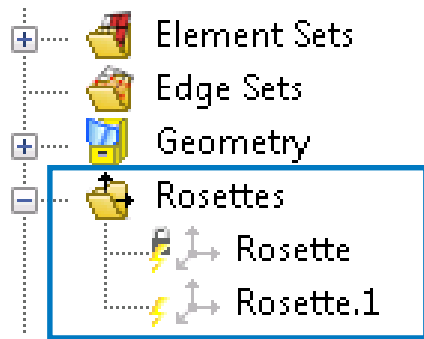 Element Sets
Edge Sets
Geometry
Rosettes
Rosette
Rosette.1